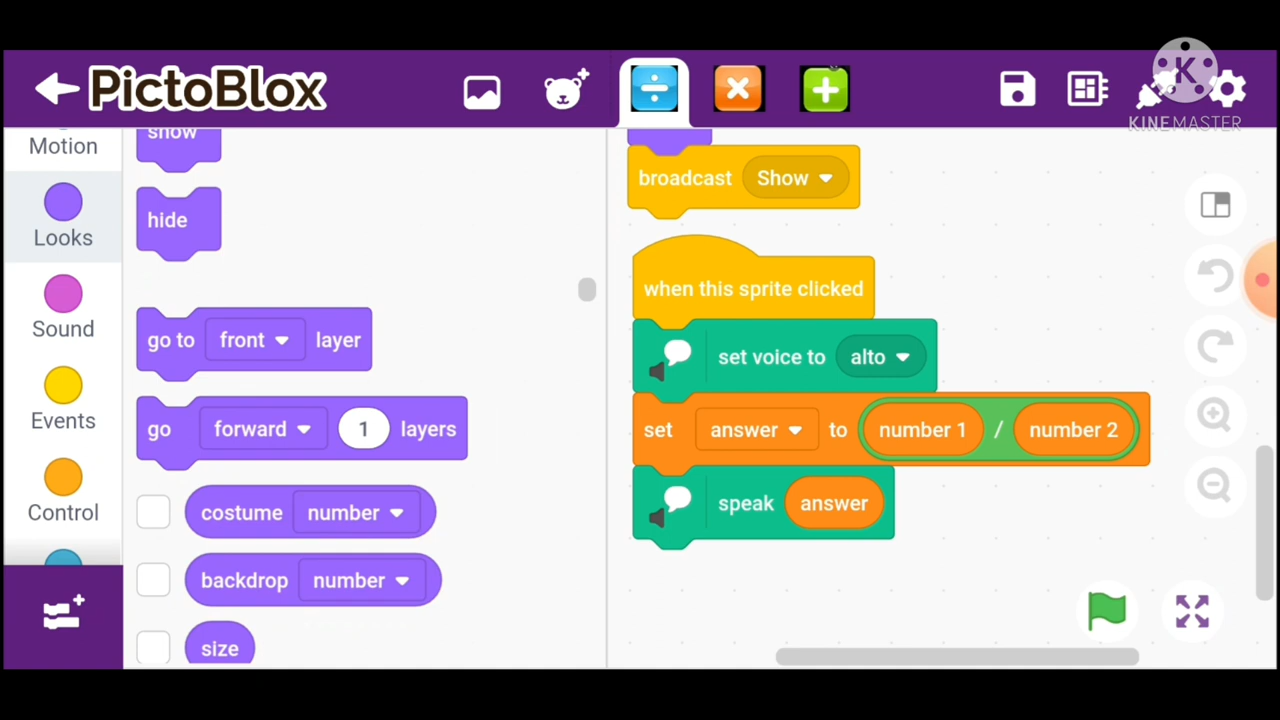 PictoBlox
K
KINEMASTER
Motion
Looks
Sound
Events
Control
show
hide
go to front layer
go forward 1 layers
costume number
backdrop number
size
broadcast Show
when this sprite clicked
set voice to alto
set answer to number 1 / number 2
speak answer